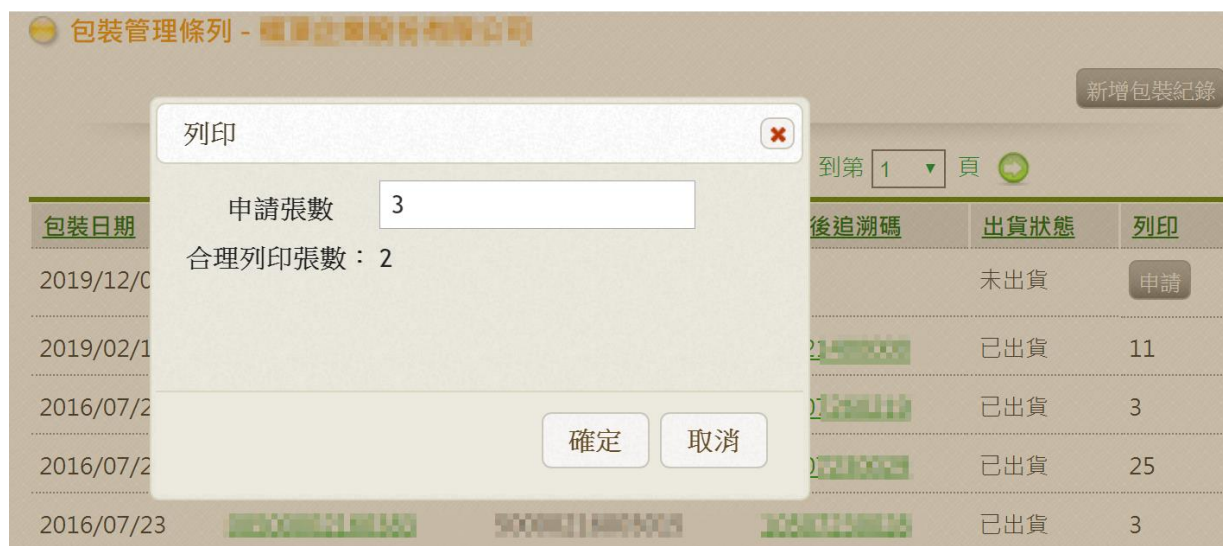 包裝管理條列 -
新增包裝紀錄
列印
到第 1 頁
申請張數 3
合理列印張數：2
包裝日期 後追溯碼 出貨狀態 列印
2019/12/0 未出貨 申請
2019/02/1 已出貨 11
2016/07/2 已出貨 3
2016/07/2 已出貨 25
確定 取消
2016/07/23 已出貨 3